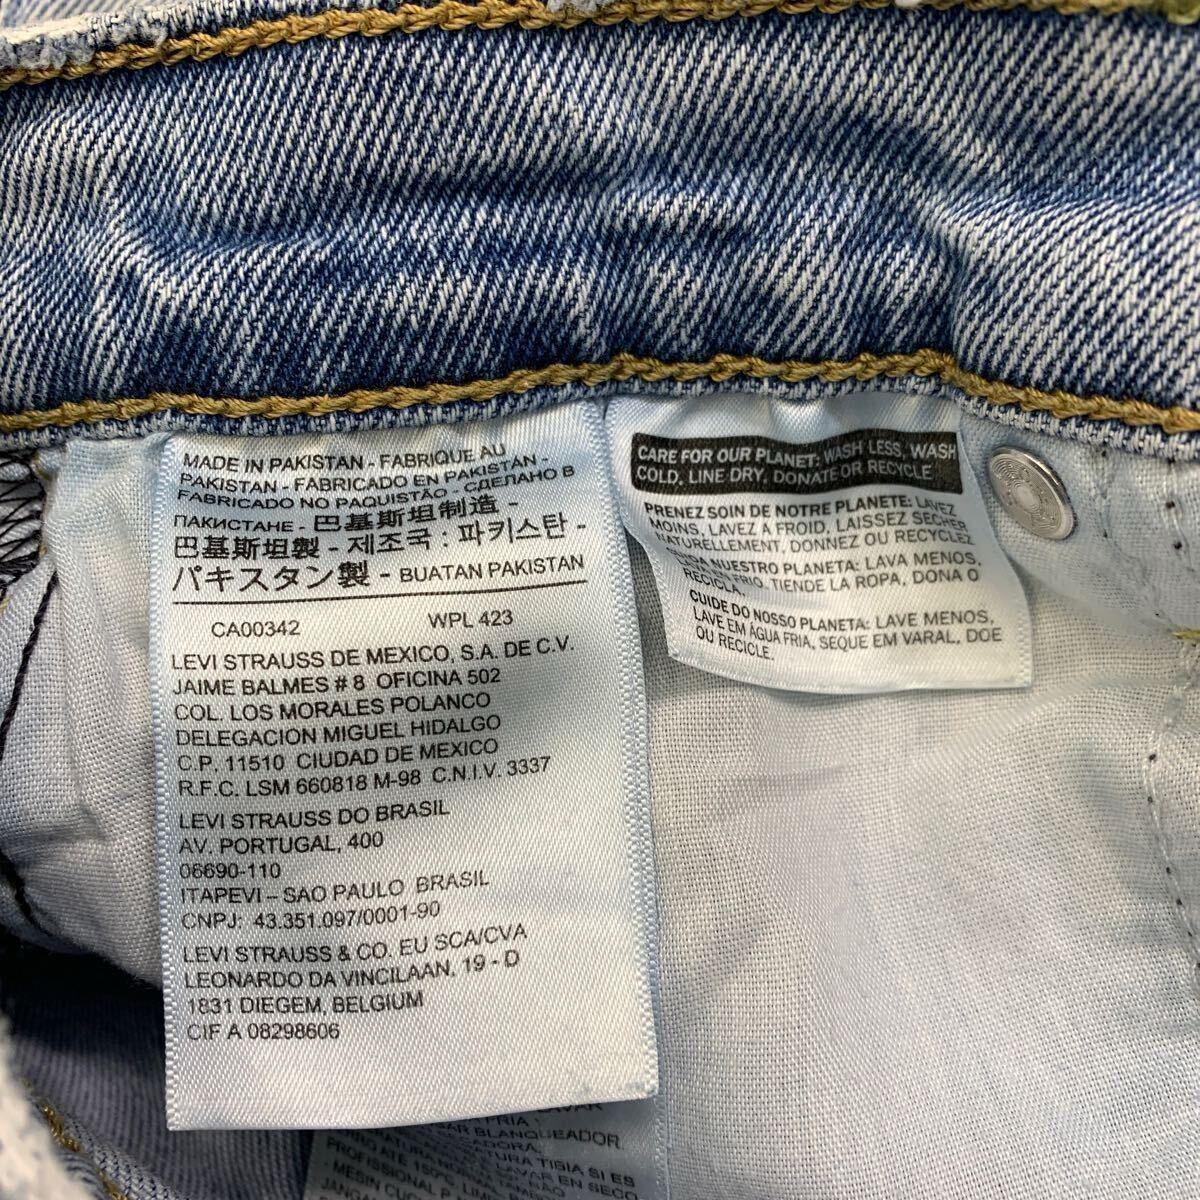 MADE IN PAKISTAN - FABRIQUE AU
PAKISTAN - FABRICADO EN PAKISTÁN -
FABRICADO NO PAQUISTÃO - СДЕЛАНО В
ПАКИСТАНЕ - 巴基斯坦制造 -
巴基斯坦製 - 제조국 : 파키스탄 -
パキスタン製 - BUATAN PAKISTAN
CA00342 WPL 423
LEVI STRAUSS DE MEXICO, S.A. DE C.V.
JAIME BALMES # 8 OFICINA 502
COL. LOS MORALES POLANCO
DELEGACION MIGUEL HIDALGO
C.P. 11510 CIUDAD DE MEXICO
R.F.C. LSM 660818 M-98 C.N.I.V. 3337
LEVI STRAUSS DO BRASIL
AV. PORTUGAL, 400
06690-110
ITAPEVI – SAO PAULO BRASIL
CNPJ: 43.351.097/0001-90
LEVI STRAUSS & CO. EU SCA/CVA
LEONARDO DA VINCILAAN, 19 - D
1831 DIEGEM, BELGIUM
CIF A 08298606
CARE FOR OUR PLANET: WASH LESS, WASH
COLD, LINE DRY, DONATE OR RECYCLE
PRENEZ SOIN DE NOTRE PLANETE: LAVEZ
MOINS, LAVEZ A FROID, LAISSEZ SECHER
NATURELLEMENT, DONNEZ OU RECYCLEZ
NUESTRO PLANETA: LAVA MENOS,
FRIO, TIENDE LA ROPA, DONA O
RECICLA.
CUIDE DO NOSSO PLANETA: LAVE MENOS,
LAVE EM ÁGUA FRIA, SEQUE EM VARAL, DOE
OU RECICLE.
BLANQUEADOR
TIBIA SI ES
LAVE EN SECO